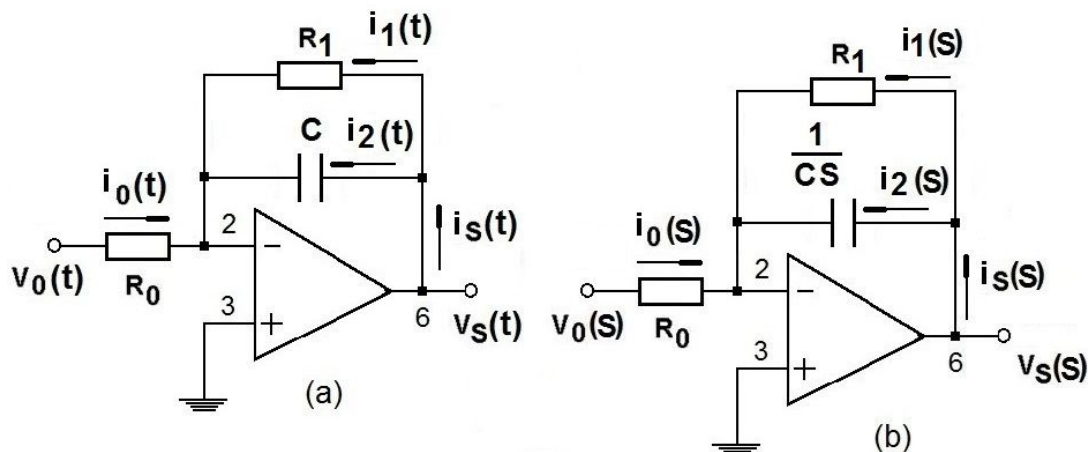 i1(t)
R1
C
i2(t)
i0(t)
2
−
iS(t)
V0(t)
R0
3
+
6
VS(t)
(a)
i1(S)
R1
1
CS
i2(S)
i0(S)
2
−
iS(S)
V0(S)
R0
3
+
6
VS(S)
(b)